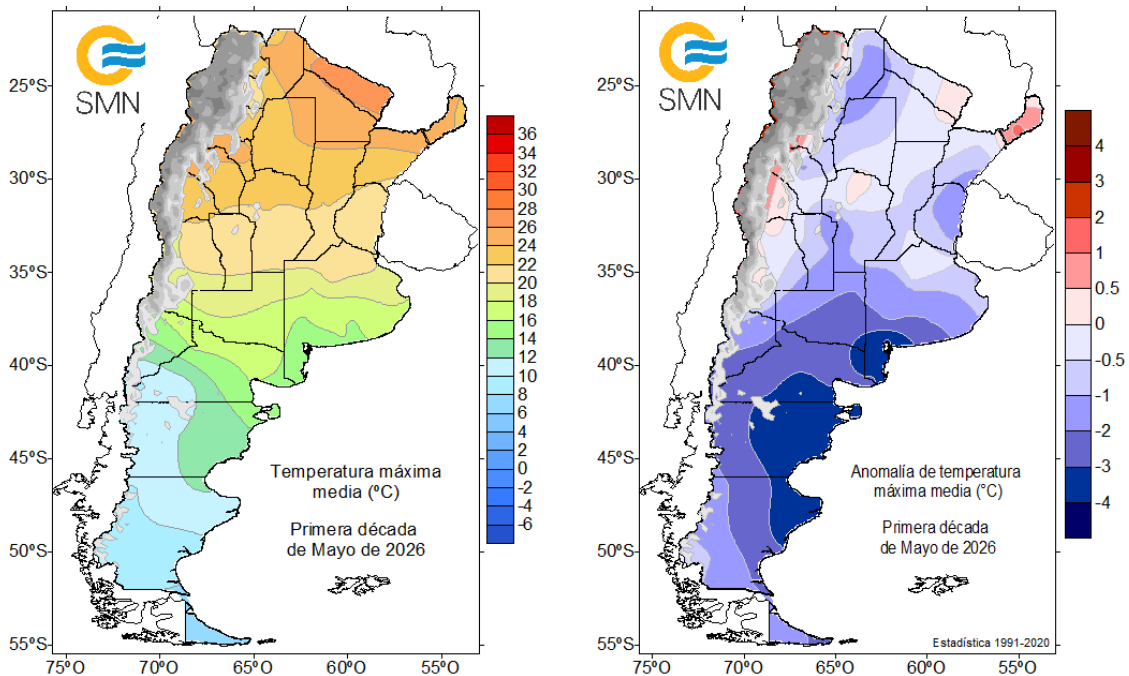 SMN
25ºS
30ºS
35ºS
40ºS
45ºS
50ºS
55ºS
75ºO
70ºO
65ºO
60ºO
55ºO
36
34
32
30
28
26
24
22
20
18
16
14
12
10
8
6
4
2
0
-2
-4
-6
Temperatura máxima
media (ºC)
Primera década
de Mayo de 2026
SMN
25ºS
30ºS
35ºS
40ºS
45ºS
50ºS
55ºS
75ºO
70ºO
65ºO
60ºO
55ºO
4
3
2
1
0.5
0
-0.5
-1
-2
-3
-4
Anomalía de temperatura
máxima media (°C)
Primera década
de Mayo de 2026
Estadística 1991-2020